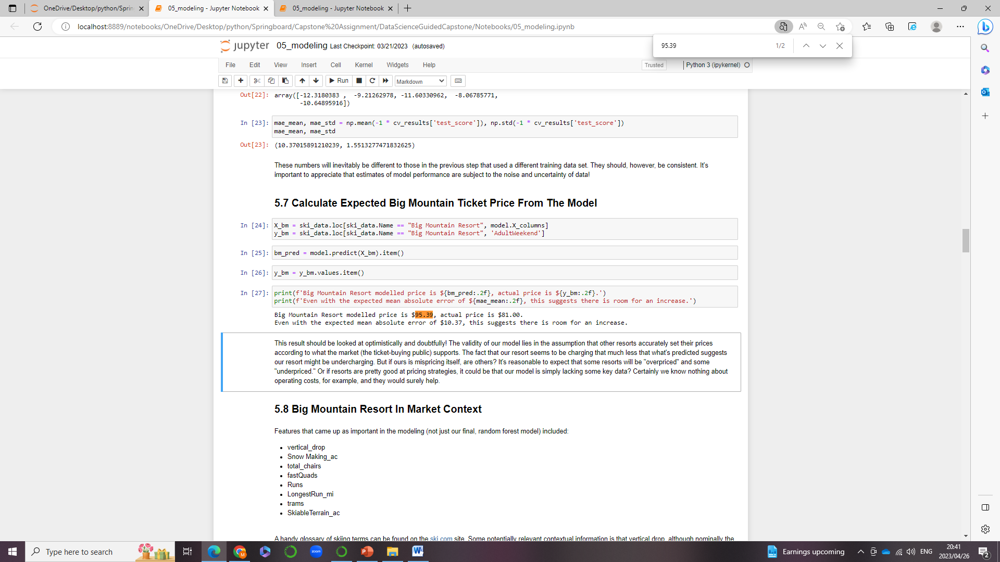 OneDrive/Desktop/python/Sprin
05_modeling - Jupyter Notebook
05_modeling - Jupyter Notebook
localhost:8889/notebooks/OneDrive/Desktop/python/Springboard/Capstone%20Assignment/DataScienceGuidedCapstone/Notebooks/05_modeling.ipynb
95.39 1/2
jupyter 05_modeling Last Checkpoint: 03/21/2023 (autosaved)
File Edit View Insert Cell Kernel Widgets Help Trusted Python 3 (ipykernel)
Run Markdown
Out[22]: array([-12.3180383 , -9.21262978, -11.60330962, -8.06785771,
-10.64895916])
In [23]: mae_mean, mae_std = np.mean(-1 * cv_results['test_score']), np.std(-1 * cv_results['test_score'])
mae_mean, mae_std
Out[23]: (10.37015891210239, 1.5513277471832625)
These numbers will inevitably be different to those in the previous step that used a different training data set. They should, however, be consistent. It's
important to appreciate that estimates of model performance are subject to the noise and uncertainty of data!
5.7 Calculate Expected Big Mountain Ticket Price From The Model
In [24]: X_bm = ski_data.loc[ski_data.Name == "Big Mountain Resort", model.X_columns]
y_bm = ski_data.loc[ski_data.Name == "Big Mountain Resort", 'AdultWeekend']
In [25]: bm_pred = model.predict(X_bm).item()
In [26]: y_bm = y_bm.values.item()
In [27]: print(f'Big Mountain Resort modelled price is ${bm_pred:.2f}, actual price is ${y_bm:.2f}.')
print(f'Even with the expected mean absolute error of ${mae_mean:.2f}, this suggests there is room for an increase.')
Big Mountain Resort modelled price is $95.39, actual price is $81.00.
Even with the expected mean absolute error of $10.37, this suggests there is room for an increase.
This result should be looked at optimistically and doubtfully! The validity of our model lies in the assumption that other resorts accurately set their prices
according to what the market (the ticket-buying public) supports. The fact that our resort seems to be charging that much less that what's predicted suggests
our resort might be undercharging. But if ours is mispricing itself, are others? It's reasonable to expect that some resorts will be "overpriced" and some
"underpriced." Or if resorts are pretty good at pricing strategies, it could be that our model is simply lacking some key data? Certainly we know nothing about
operating costs, for example, and they would surely help.
5.8 Big Mountain Resort In Market Context
Features that came up as important in the modeling (not just our final, random forest model) included:
• vertical_drop
• Snow Making_ac
• total_chairs
• fastQuads
• Runs
• LongestRun_mi
• trams
• SkiableTerrain_ac
A handy glossary of skiing terms can be found on the ski.com site. Some potentially relevant contextual information is that vertical drop, although nominally the
Type here to search
zoom
Earnings upcoming
ENG
20:41
2023/04/26
2